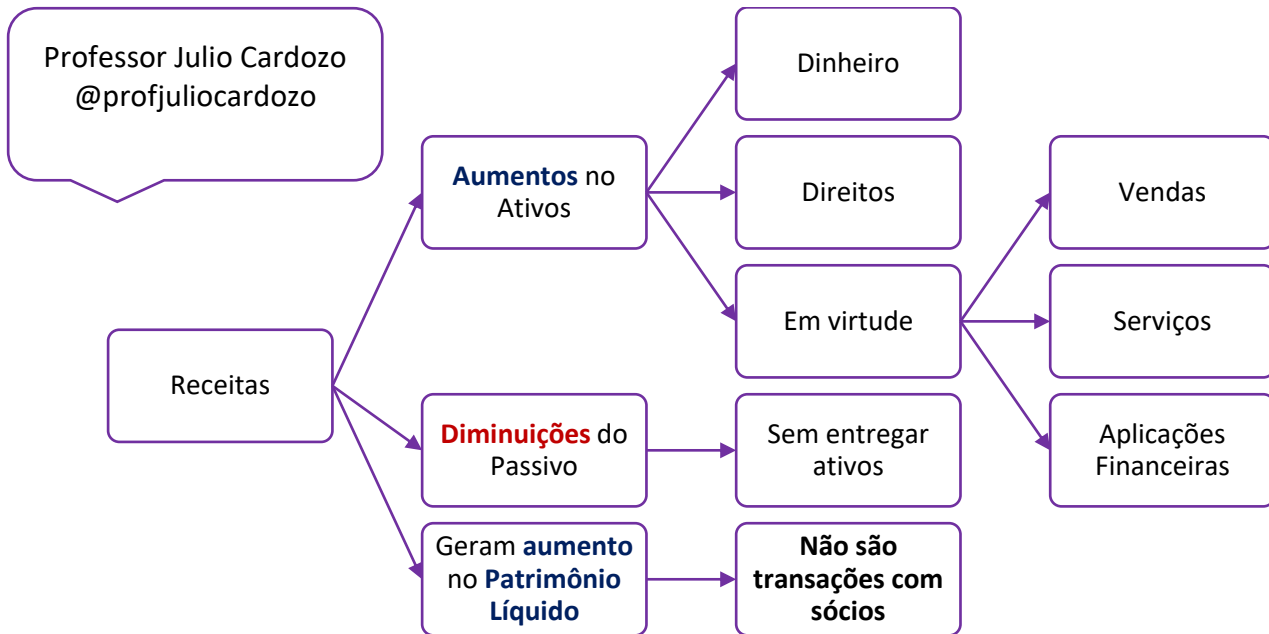 Professor Julio Cardozo
@profjuliocardozo
Receitas
Aumentos no
Ativos
Dinheiro
Direitos
Em virtude
Vendas
Serviços
Aplicações
Financeiras
Diminuições do
Passivo
Sem entregar
ativos
Geram aumento
no Patrimônio
Líquido
Não são
transações com
sócios